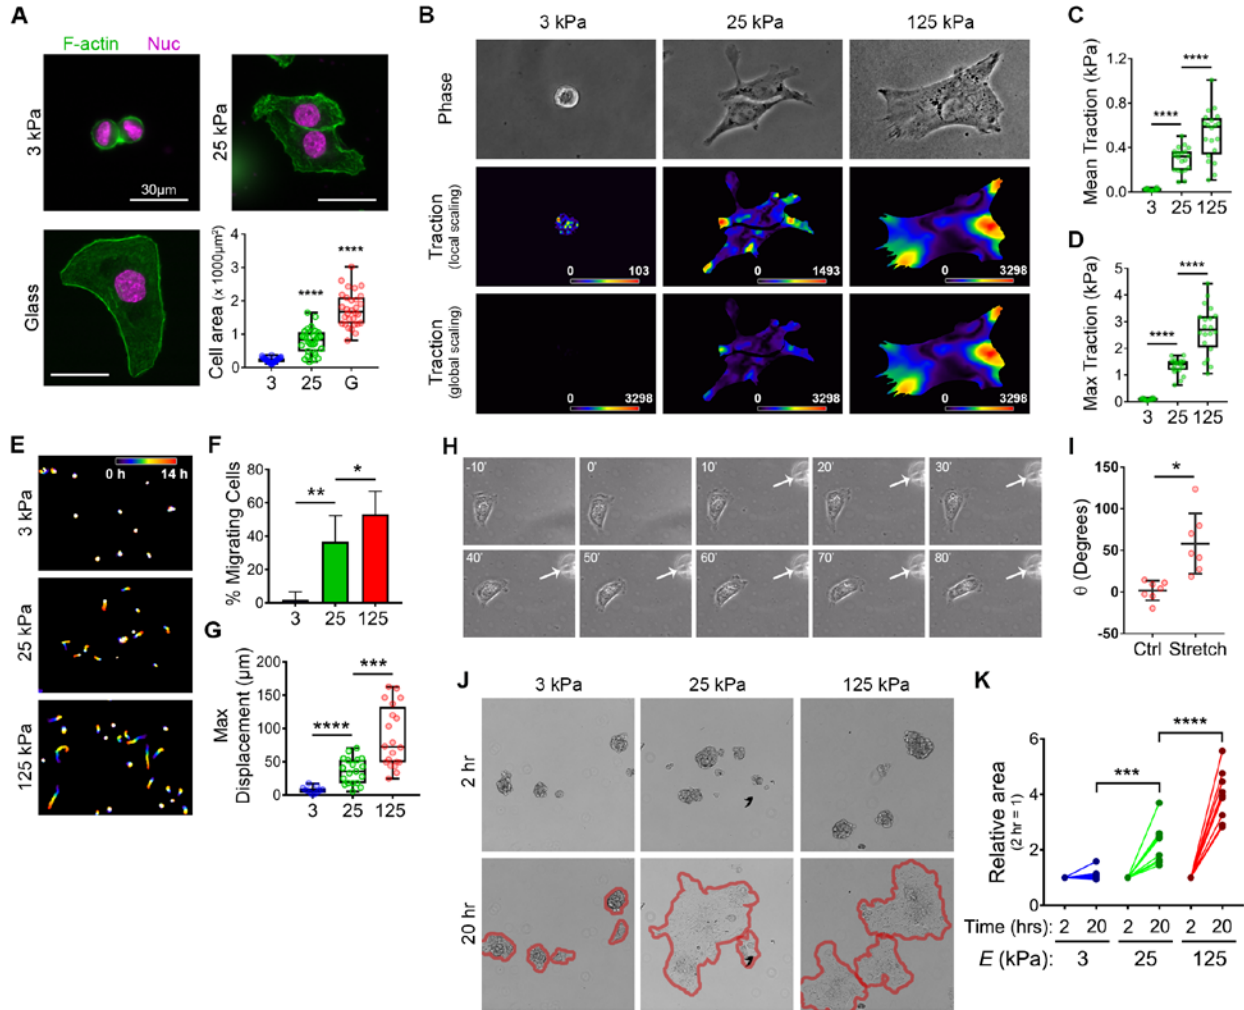 A
F-actin Nuc
3 kPa
30µm
25 kPa
Glass
Cell area (x 1000µm²)
4
3
2
1
0
****
****
3 25 G
B
3 kPa 25 kPa 125 kPa
Phase
Traction
(local scaling)
0 103
0 1493
0 3298
Traction
(global scaling)
0 3298
0 3298
0 3298
C
Mean Traction (kPa)
1.2
0.8
0.4
0.0
****
****
3 25 125
D
Max Traction (kPa)
5
4
3
2
1
0
****
****
3 25 125
E
0 h 14 h
3 kPa
25 kPa
125 kPa
F
% Migrating Cells
80
60
40
20
0
**
*
3 25 125
G
Max
Displacement (µm)
200
150
100
50
0
****
***
3 25 125
H
-10′ 0′ 10′ 20′ 30′
40′ 50′ 60′ 70′ 80′
I
θ (Degrees)
150
100
50
0
-50
*
Ctrl Stretch
J
3 kPa 25 kPa 125 kPa
2 hr
20 hr
K
Relative area
(2 hr = 1)
6
4
2
0
***
****
Time (hrs): 2 20 2 20 2 20
E (kPa): 3 25 125